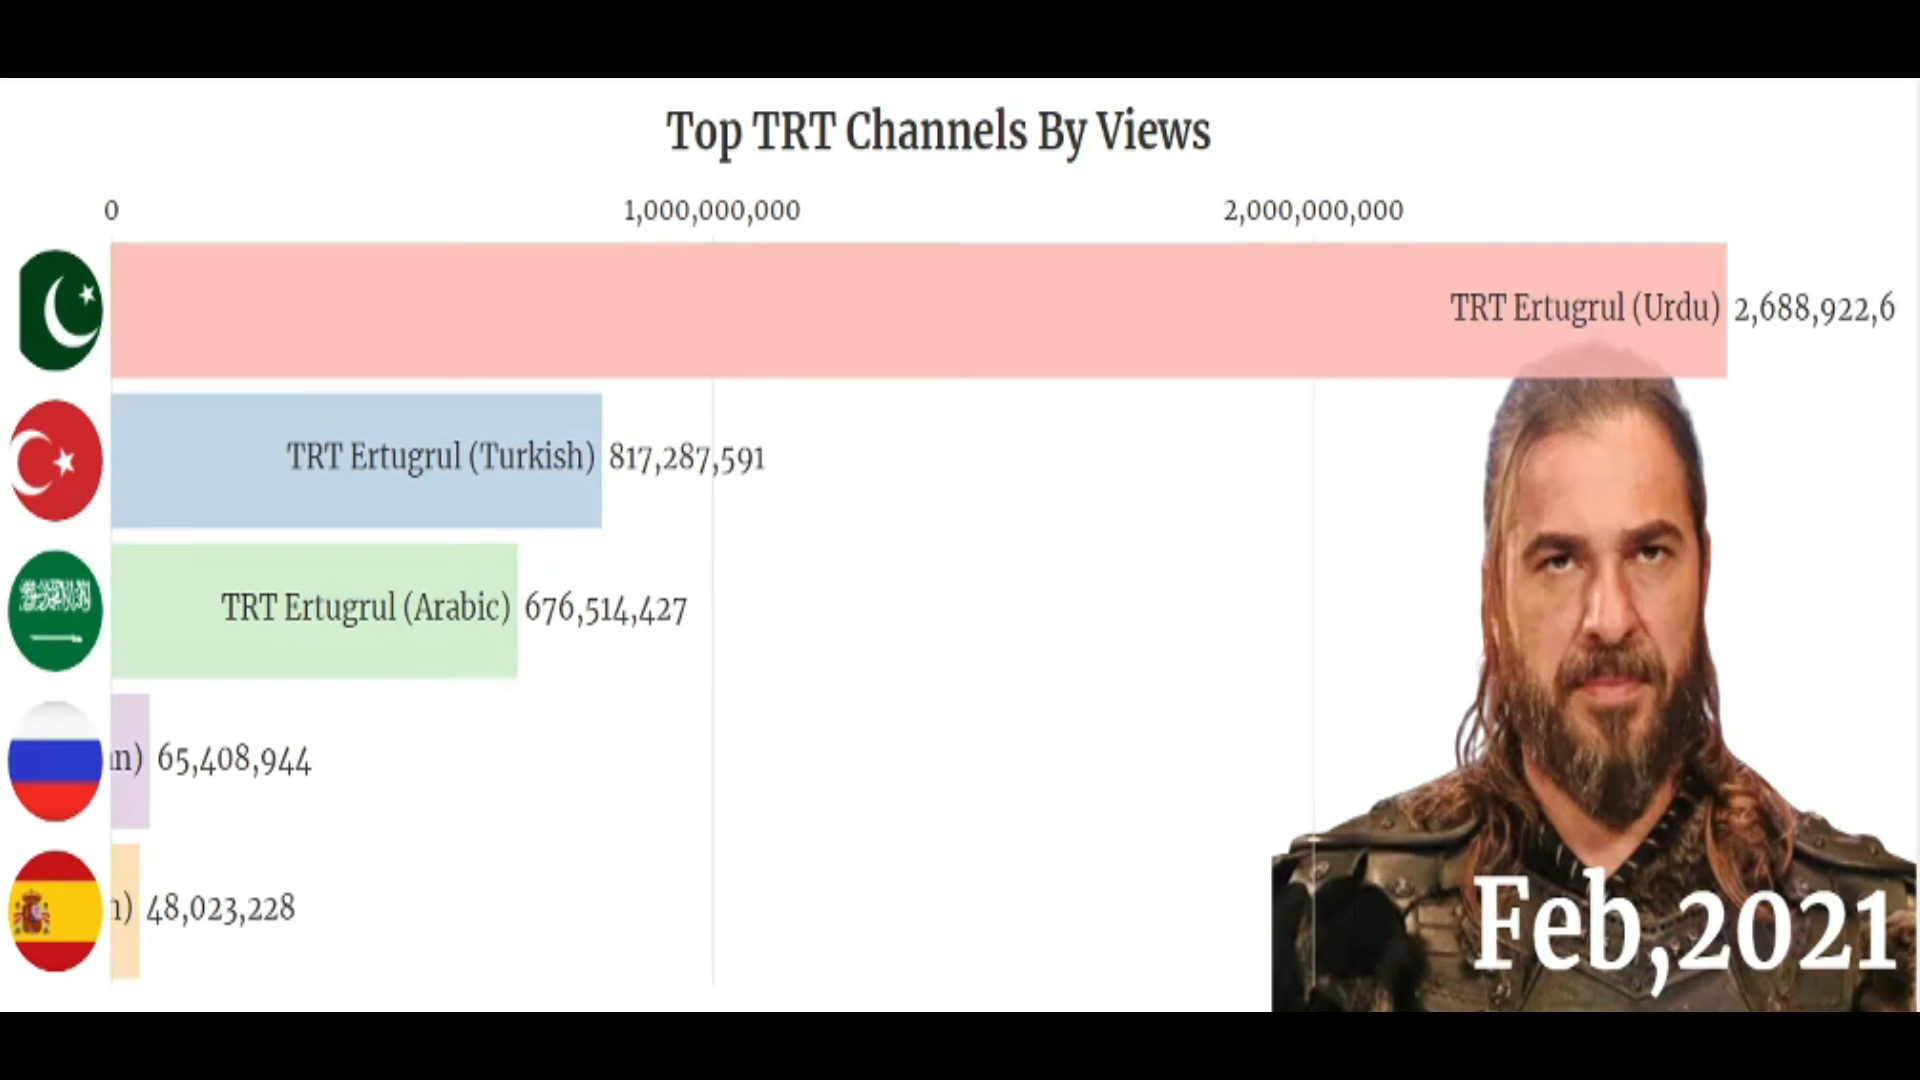 Top TRT Channels By Views
0 1,000,000,000 2,000,000,000
TRT Ertugrul (Urdu) 2,688,922,6
TRT Ertugrul (Turkish) 817,287,591
TRT Ertugrul (Arabic) 676,514,427
n) 65,408,944
n) 48,023,228
Feb,2021